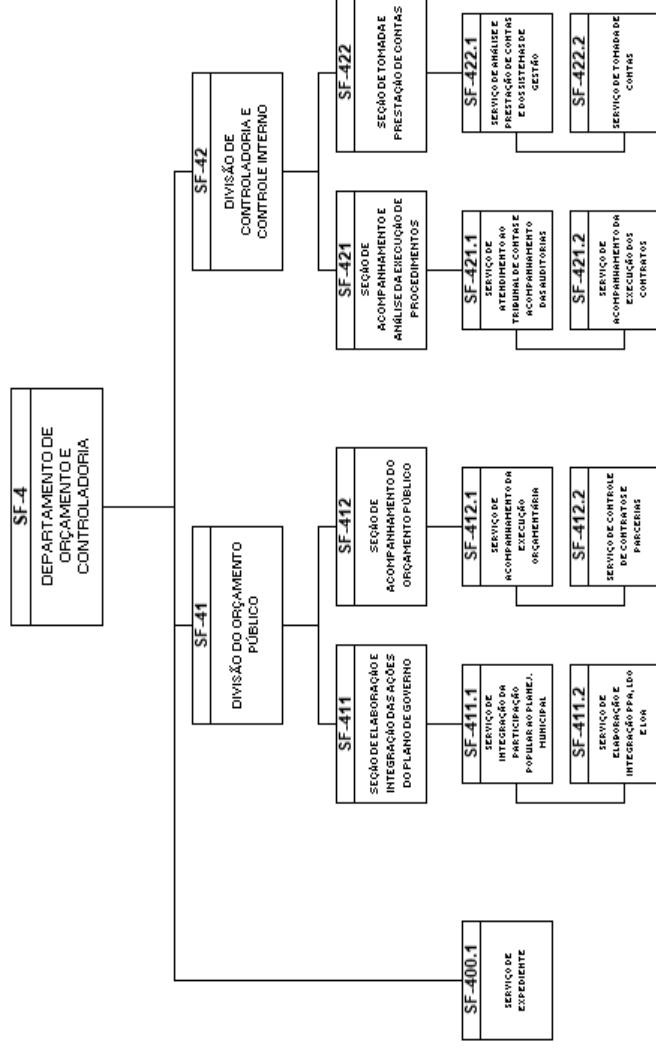 SF-4
DEPARTAMENTO DE
ORÇAMENTO E
CONTROLADORIA
SF-41
DIVISÃO DO ORÇAMENTO
PÚBLICO
SF-42
DIVISÃO DE
CONTROLADORIA E
CONTROLE INTERNO
SF-411
SEÇÃO DE ELABORAÇÃO E
INTEGRAÇÃO DAS AÇÕES
DO PLANO DE GOVERNO
SF-412
SEÇÃO DE
ACOMPANHAMENTO DO
ORÇAMENTO PÚBLICO
SF-421
SEÇÃO DE
ACOMPANHAMENTO E
ANÁLISE DA EXECUÇÃO DE
PROCEDIMENTOS
SF-422
SEÇÃO DE TOMADA E
PRESTAÇÃO DE CONTAS
SF-400.1
SERVIÇO DE
EXPEDIENTE
SF-411.1
SERVIÇO DE
INTEGRAÇÃO DA
PARTICIPAÇÃO
POPULAR AO PLANEJ.
MUNICIPAL
SF-412.1
SERVIÇO DE
ACOMPANHAMENTO DA
EXECUÇÃO
ORÇAMENTÁRIA
SF-421.1
SERVIÇO DE
ATENDIMENTO AO
TRIBUNAL DE CONTAS E
ACOMPANHAMENTO
DAS AUDITORIAS
SF-422.1
SERVIÇO DE ANÁLISE E
PRESTAÇÃO DE CONTAS
E DOS SISTEMAS DE
GESTÃO
SF-411.2
SERVIÇO DE
ELABORAÇÃO E
INTEGRAÇÃO PPA, LDO
E LOA
SF-412.2
SERVIÇO DE CONTROLE
DE CONTRATOS E
PARCERIAS
SF-421.2
SERVIÇO DE
ACOMPANHAMENTO DA
EXECUÇÃO DOS
CONTRATOS
SF-422.2
SERVIÇO DE TOMADA DE
CONTAS